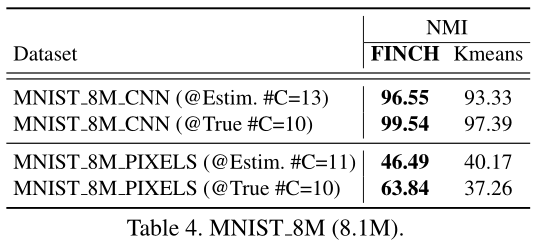 NMI
Dataset FINCH Kmeans
MNIST_8M_CNN (@Estim. #C=13) 96.55 93.33
MNIST_8M_CNN (@True #C=10) 99.54 97.39
MNIST_8M_PIXELS (@Estim. #C=11) 46.49 40.17
MNIST_8M_PIXELS (@True #C=10) 63.84 37.26
Table 4. MNIST_8M (8.1M).